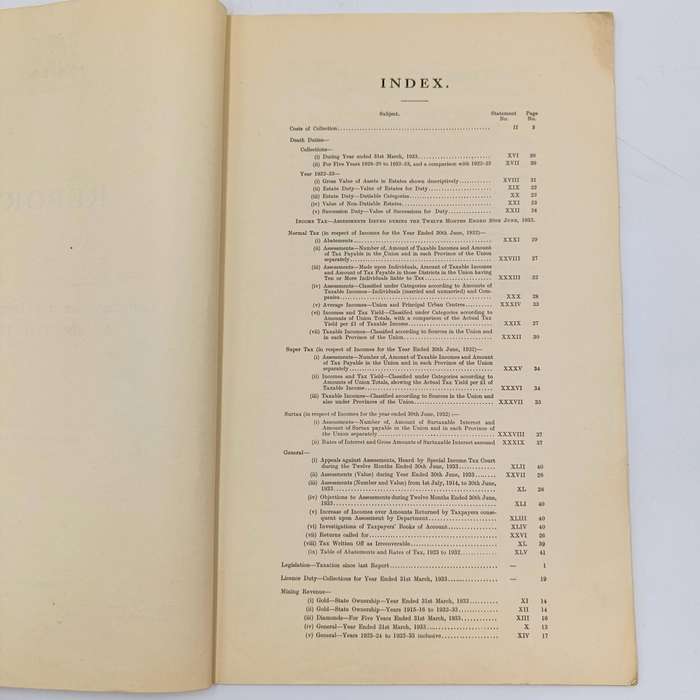 INDEX.
Subject. Statement No. Page No.
Costs of Collection II 5
Death Duties—
Collections—
(i) During Year ended 31st March, 1933 XVI 20
(ii) For Five Years 1928-29 to 1932-33, and a comparison with 1922-23 XVII 20
Year 1932-33—
(i) Gross Value of Assets in Estates shown descriptively XVIII 21
(ii) Estate Duty—Value of Estates for Duty XIX 22
(iii) Estate Duty—Dutiable Categories XX 23
(iv) Value of Non-Dutiable Estates XXI 23
(v) Succession Duty—Value of Successions for Duty XXII 24
Income Tax—Assessments Issued during the Twelve Months Ended 30th June, 1933.
Normal Tax (in respect of Incomes for the Year Ended 30th June, 1932)—
(i) Abatements XXXI 29
(ii) Assessments—Number, Amount of Taxable Incomes and Amount
of Tax Payable in the Union and in each Province of the Union
separately XXVIII 27
(iii) Assessments—Made upon Individuals, Amount of Taxable Incomes
and Amount of Tax Payable in those Districts in the Union having
Ten or More Individuals liable to Tax XXXIII 32
(iv) Assessments—Classified under Categories according to Amounts of
Taxable Incomes—Individuals (married and unmarried) and Com-
panies XXX 28
(v) Average Incomes—Union and Principal Urban Centres XXXIV 33
(vi) Incomes and Tax Yield—Classified under Categories according to
Amounts of Union Totals, with a comparison of the Actual Tax
Yield per £1 of Taxable Income XXIX 27
(vii) Taxable Incomes—Classified according to Sources in the Union and
in each Province of the Union XXXII 30
Super Tax (in respect of Incomes for the Year Ended 30th June, 1932)—
(i) Assessments—Number, Amount of Taxable Incomes and Amount
of Tax Payable in the Union and in each Province of the Union
separately XXXV 34
(ii) Incomes and Tax Yield—Classified under Categories according to
Amounts of Union Totals, showing the Actual Tax Yield per £1 of
Taxable Income XXXVI 34
(iii) Taxable Incomes—Classified according to Sources in the Union and
also under Provinces of the Union XXXVII 35
Surtax (in respect of Incomes for the year ended 30th June, 1932)—
(i) Assessments—Number, Amount of Surtaxable Interest and
Amount of Surtax payable in the Union and in each Province of
the Union separately XXXVIII 37
(ii) Rates of Interest and Gross Amounts of Surtaxable Interest assessed XXXIX 37
General—
(i) Appeals against Assessments, Heard by Special Income Tax Court
during the Twelve Months Ended 30th June, 1933 XLII 40
(ii) Assessments (Value) during Year Ended 30th June, 1933 XXVII 26
(iii) Assessments (Number and Value) from 1st July, 1914, to 30th June,
1933 XL 38
(iv) Objections to Assessments during Twelve Months Ended 30th June,
1933 XLI 40
(v) Increase of Incomes over Amounts Returned by Taxpayers conse-
quent upon Assessment by Department XLIII 40
(vi) Investigations of Taxpayers' Books of Account XLIV 40
(vii) Returns called for XXVI 26
(viii) Tax Written Off as Irrecoverable XL 39
(ix) Table of Abatements and Rates of Tax, 1925 to 1932 XLV 41
Legislation—Taxation since last Report — 1
Licence Duty—Collections for Year Ended 31st March, 1933 — 19
Mining Revenue—
(i) Gold—State Ownership—Year Ended 31st March, 1933 XI 14
(ii) Gold—State Ownership—Years 1915-16 to 1932-33 XII 14
(iii) Diamonds—For Five Years Ended 31st March, 1933 XIII 16
(iv) General—Year Ended 31st March, 1933 X 13
(v) General—Years 1923-24 to 1932-33 inclusive XIV 17